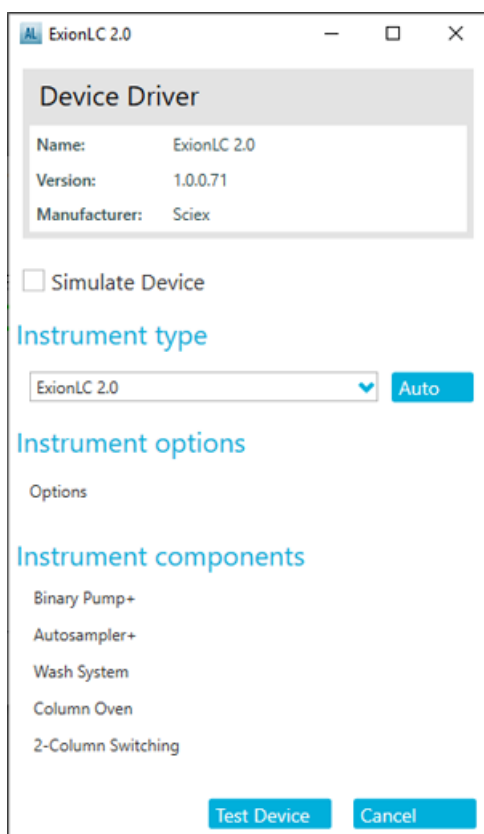 AL ExionLC 2.0
Device Driver
Name: ExionLC 2.0
Version: 1.0.0.71
Manufacturer: Sciex
Simulate Device
Instrument type
ExionLC 2.0 Auto
Instrument options
Options
Instrument components
Binary Pump+
Autosampler+
Wash System
Column Oven
2-Column Switching
Test Device Cancel